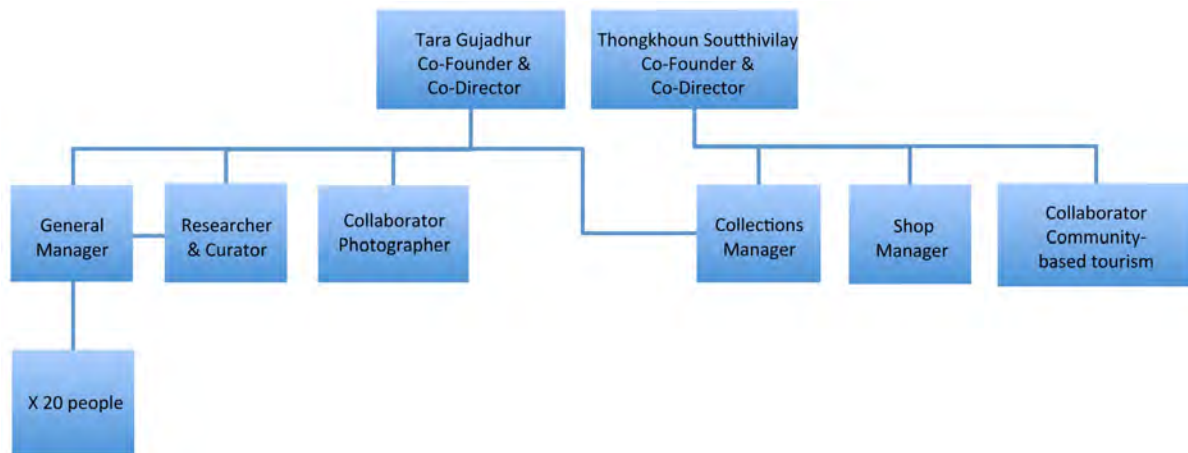 Tara Gujadhur
Co-Founder &
Co-Director
Thongkhoun Soutthivilay
Co-Founder &
Co-Director
General
Manager
Researcher
& Curator
Collaborator
Photographer
Collections
Manager
Shop
Manager
Collaborator
Community-
based tourism
X 20 people